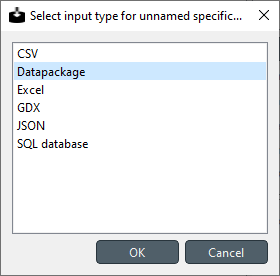 Select input type for unnamed specific...
CSV
Datapackage
Excel
GDX
JSON
SQL database
OK
Cancel